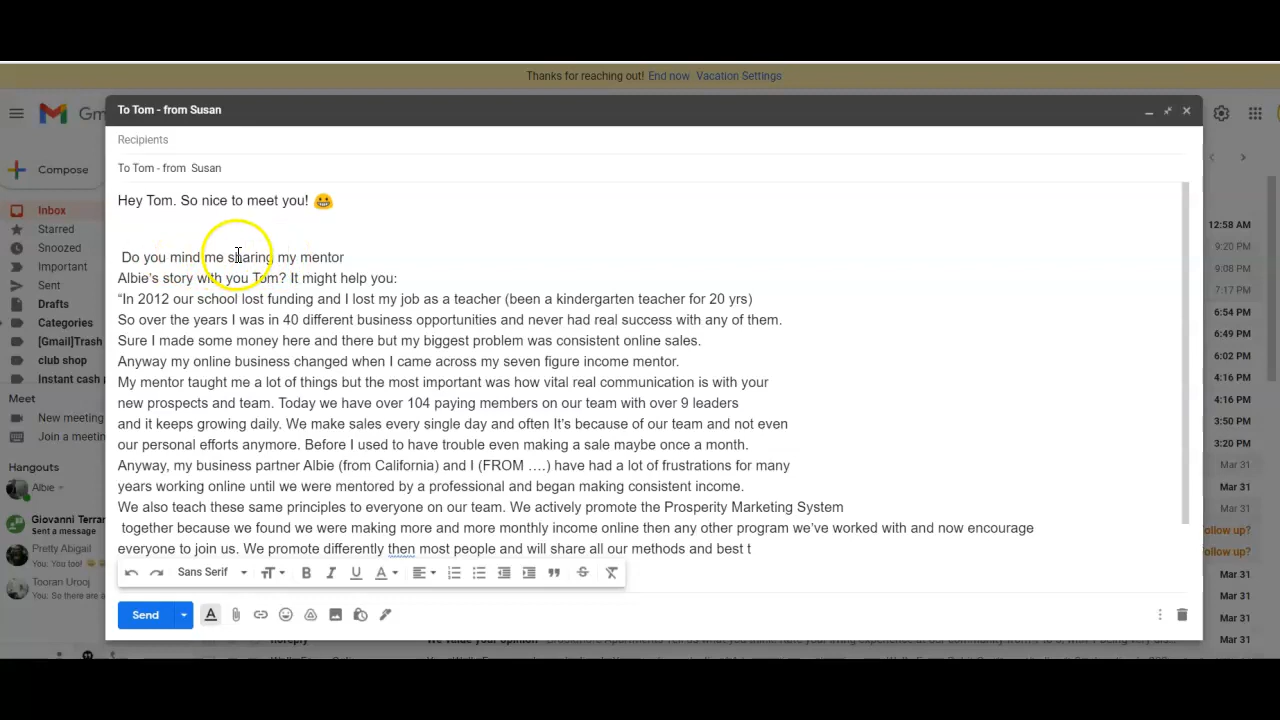 Thanks for reaching out! End now Vacation Settings
Gm
Compose
Inbox
Starred
Snoozed
Important
Sent
Drafts
Categories
[Gmail]Trash
club shop
Instant cash
Meet
New meeting
Join a meeting
Hangouts
Albie
Giovanni Terran
Sent a message
Pretty Abigail
You: You too!
Tooran Urooj
You: So there are a
To Tom - from Susan
Recipients
To Tom - from Susan
Hey Tom. So nice to meet you! 😀
Do you mind me sharing my mentor
Albie's story with you Tom? It might help you:
“In 2012 our school lost funding and I lost my job as a teacher (been a kindergarten teacher for 20 yrs)
So over the years I was in 40 different business opportunities and never had real success with any of them.
Sure I made some money here and there but my biggest problem was consistent online sales.
Anyway my online business changed when I came across my seven figure income mentor.
My mentor taught me a lot of things but the most important was how vital real communication is with your
new prospects and team. Today we have over 104 paying members on our team with over 9 leaders
and it keeps growing daily. We make sales every single day and often It's because of our team and not even
our personal efforts anymore. Before I used to have trouble even making a sale maybe once a month.
Anyway, my business partner Albie (from California) and I (FROM ….) have had a lot of frustrations for many
years working online until we were mentored by a professional and began making consistent income.
We also teach these same principles to everyone on our team. We actively promote the Prosperity Marketing System
together because we found we were making more and more monthly income online then any other program we've worked with and now encourage
everyone to join us. We promote differently then most people and will share all our methods and best t
Sans Serif
Send
12:58 AM
9:20 PM
9:08 PM
7:17 PM
6:54 PM
6:49 PM
6:02 PM
4:16 PM
4:16 PM
3:50 PM
3:20 PM
Mar 31
Mar 31
Mar 31
Follow up?
Follow up?
Mar 31
Mar 31
Mar 31
Mar 31